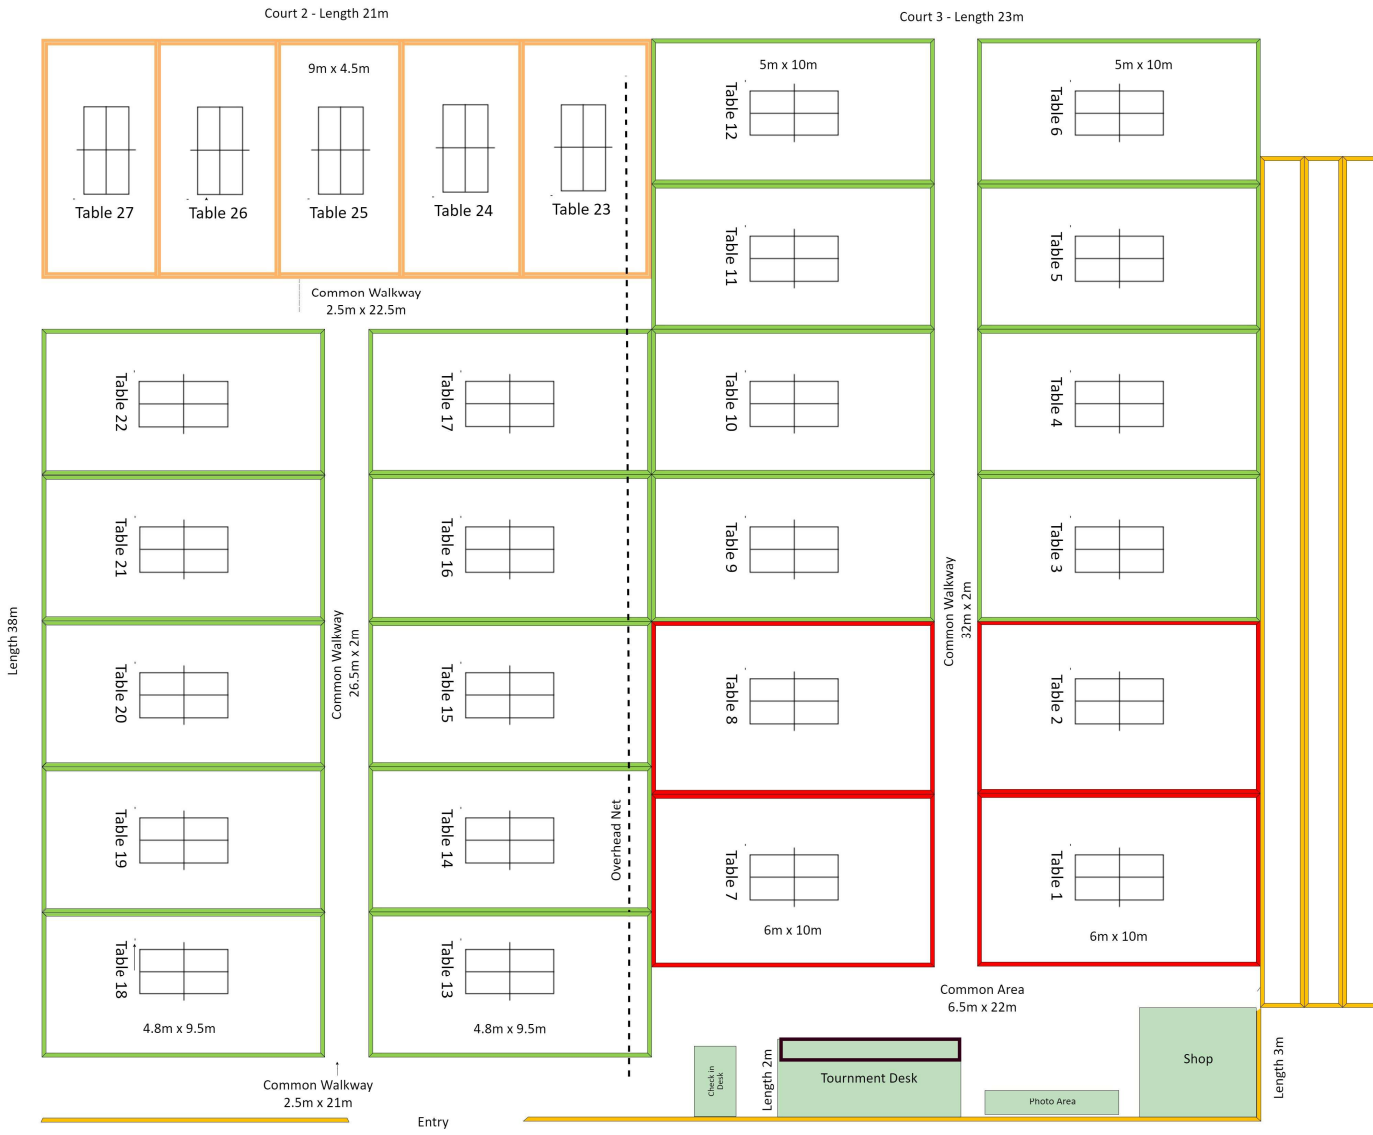 Court 2 - Length 21m
Court 3 - Length 23m
9m x 4.5m
Table 27
Table 26
Table 25
Table 24
Table 23
5m x 10m
Table 12
5m x 10m
Table 6
Table 11
Table 5
Common Walkway
2.5m x 22.5m
Table 22
Table 17
Table 10
Table 4
Table 21
Table 16
Table 9
Table 3
Length 38m
Common Walkway
26.5m x 2m
Common Walkway
32m x 2m
Table 20
Table 15
Table 8
Table 2
Table 19
Table 14
Overhead Net
Table 7
6m x 10m
Table 1
6m x 10m
Table 18
4.8m x 9.5m
Table 13
4.8m x 9.5m
Common Area
6.5m x 22m
Common Walkway
2.5m x 21m
Entry
Check in
Desk
Length 2m
Tournment Desk
Photo Area
Shop
Length 3m